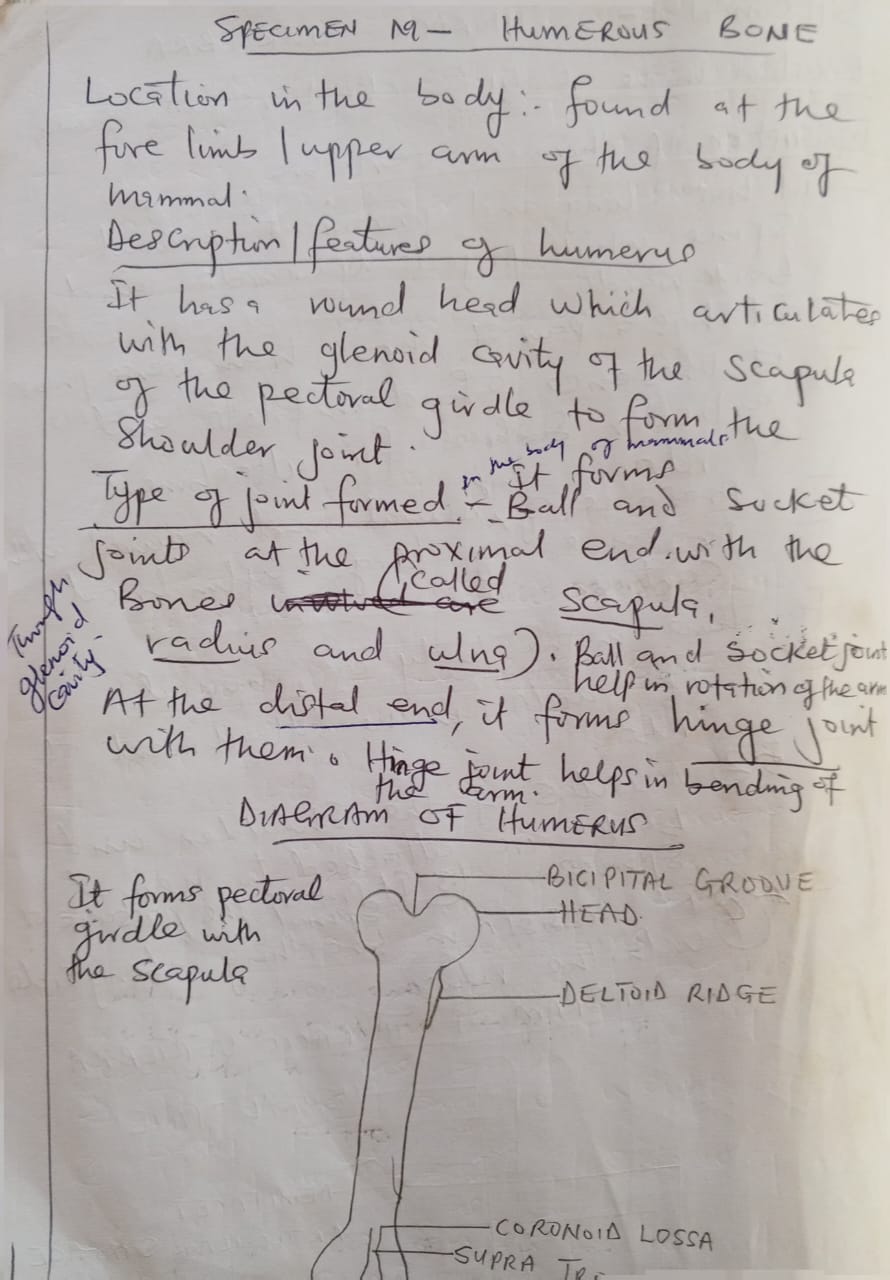 SPECIMEN M - HUMEROUS BONE
Location in the body:- found at the
fore limb / upper arm of the body of
mammal.
Description / features of humerus
It has a round head which articulates
with the glenoid cavity of the scapula
of the pectoral girdle to form the
Shoulder joint. in the body of mammals
Type of joint formed :- It forms
Ball and Socket
joints at the proximal end. with the
Bones (called Scapula,
Through glenoid cavity.
radius and ulna). Ball and Socket joint
help in rotation of the arm
At the distal end, it forms hinge joint
with them. Hinge joint helps in bending of
the arm.
DIAGRAM OF HUMERUS
It forms pectoral
girdle with
the scapula
BICIPITAL GROOVE
HEAD.
DELTOID RIDGE
CORONOID LOSSA
SUPRA